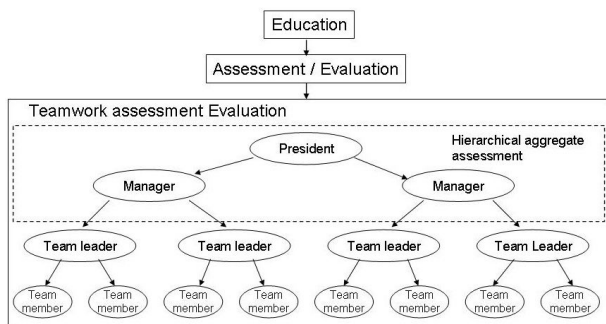 Education
Assessment / Evaluation
Teamwork assessment Evaluation
Hierarchical aggregate
assessment
President
Manager
Manager
Team leader
Team leader
Team leader
Team Leader
Team
member
Team
member
Team
member
Team
member
Team
member
Team
member
Team
member
Team
member